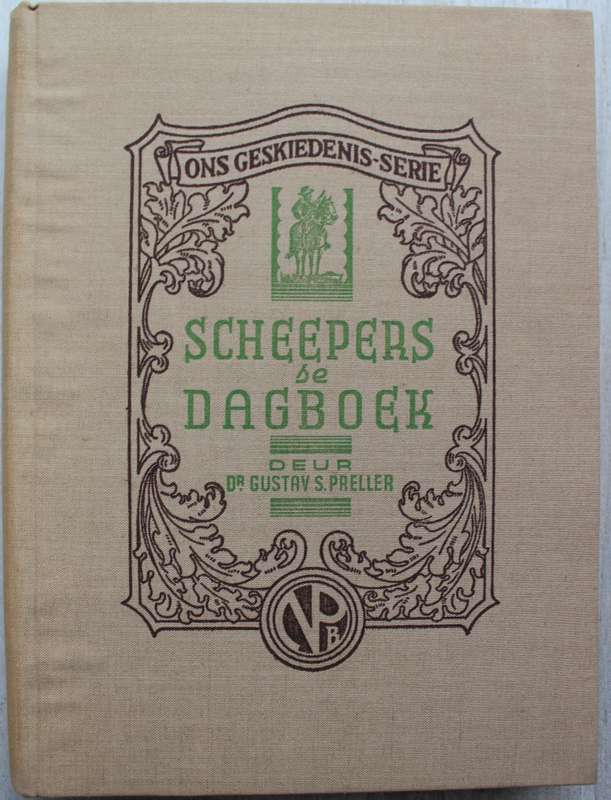 ONS GESKIEDENIS-SERIE
SCHEEPERS
se
DAGBOEK
DEUR
DR. GUSTAV S. PRELLER
NPB